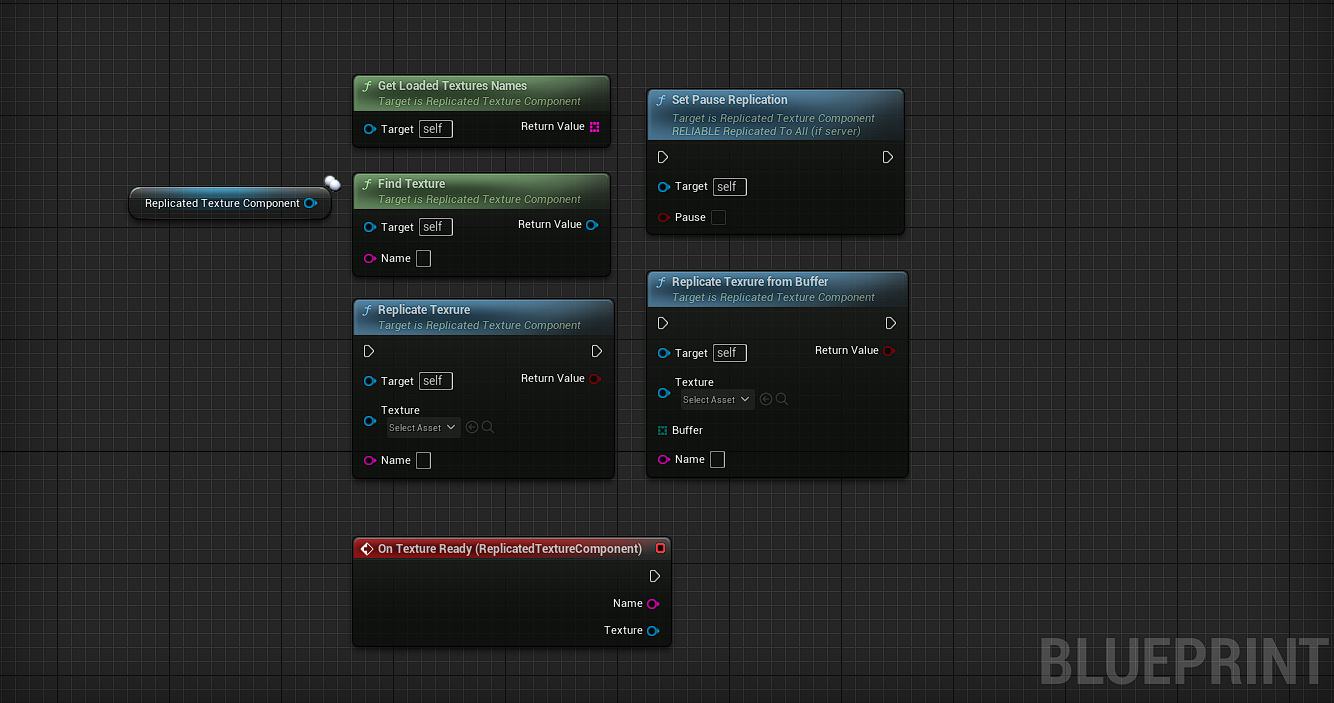 Get Loaded Textures Names
Target is Replicated Texture Component
Target self
Return Value
Set Pause Replication
Target is Replicated Texture Component
RELIABLE Replicated To All (if server)
Target self
Pause
Replicated Texture Component
Find Texture
Target is Replicated Texture Component
Target self
Return Value
Name
Replicate Texrure
Target is Replicated Texture Component
Target self
Return Value
Texture
Select Asset
Name
Replicate Texrure from Buffer
Target is Replicated Texture Component
Target self
Return Value
Texture
Select Asset
Buffer
Name
On Texture Ready (ReplicatedTextureComponent)
Name
Texture
BLUEPRINT